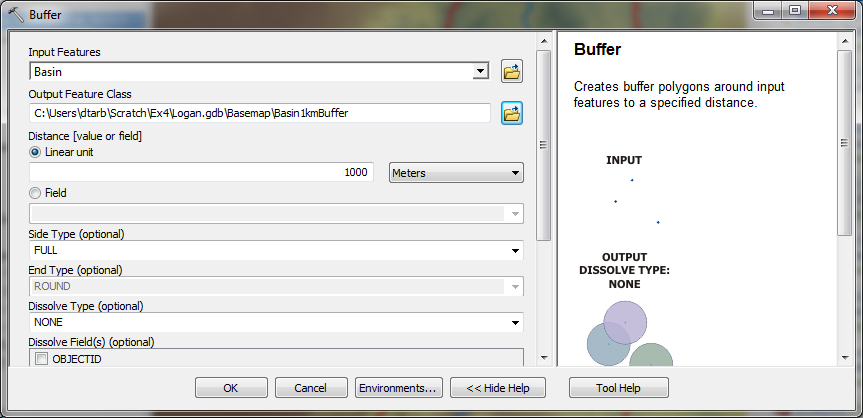 Buffer
Input Features
Basin
Output Feature Class
C:\Users\dtarb\Scratch\Ex4\Logan.gdb\Basemap\Basin1kmBuffer
Distance [value or field]
Linear unit
1000 Meters
Field
Side Type (optional)
FULL
End Type (optional)
ROUND
Dissolve Type (optional)
NONE
Dissolve Field(s) (optional)
OBJECTID
Buffer
Creates buffer polygons around input
features to a specified distance.
INPUT
OUTPUT
DISSOLVE TYPE:
NONE
OK Cancel Environments... << Hide Help Tool Help